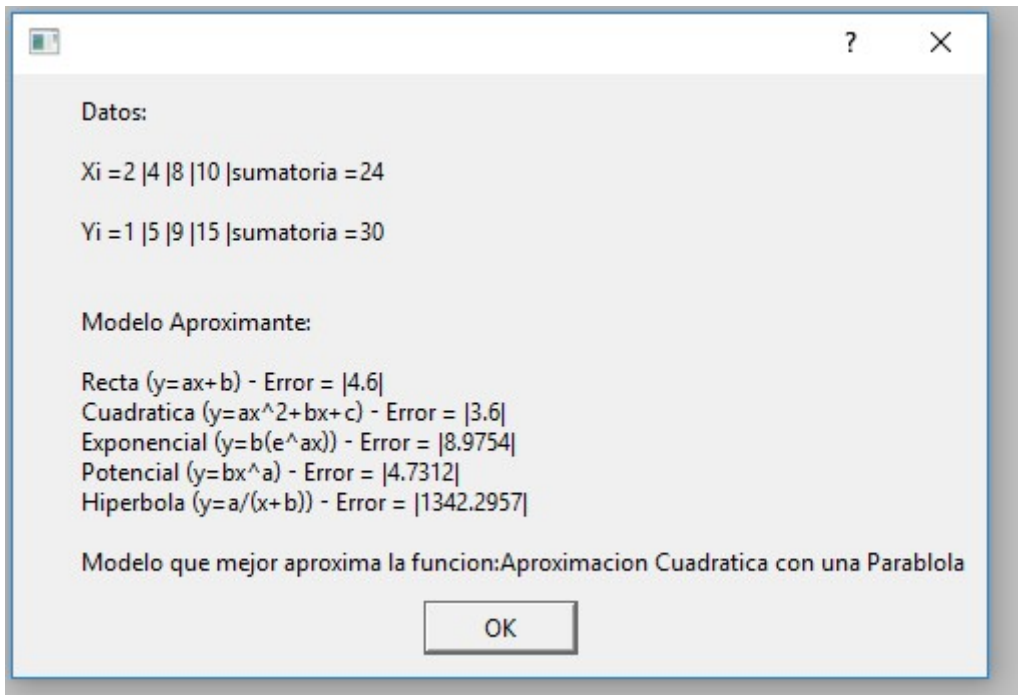 ?
Datos:
Xi =2 |4 |8 |10 |sumatoria =24
Yi =1 |5 |9 |15 |sumatoria =30
Modelo Aproximante:
Recta (y=ax+b) - Error = |4.6|
Cuadratica (y=ax^2+bx+c) - Error = |3.6|
Exponencial (y=b(e^ax)) - Error = |8.9754|
Potencial (y=bx^a) - Error = |4.7312|
Hiperbola (y=a/(x+b)) - Error = |1342.2957|
Modelo que mejor aproxima la funcion:Aproximacion Cuadratica con una Parablola
OK